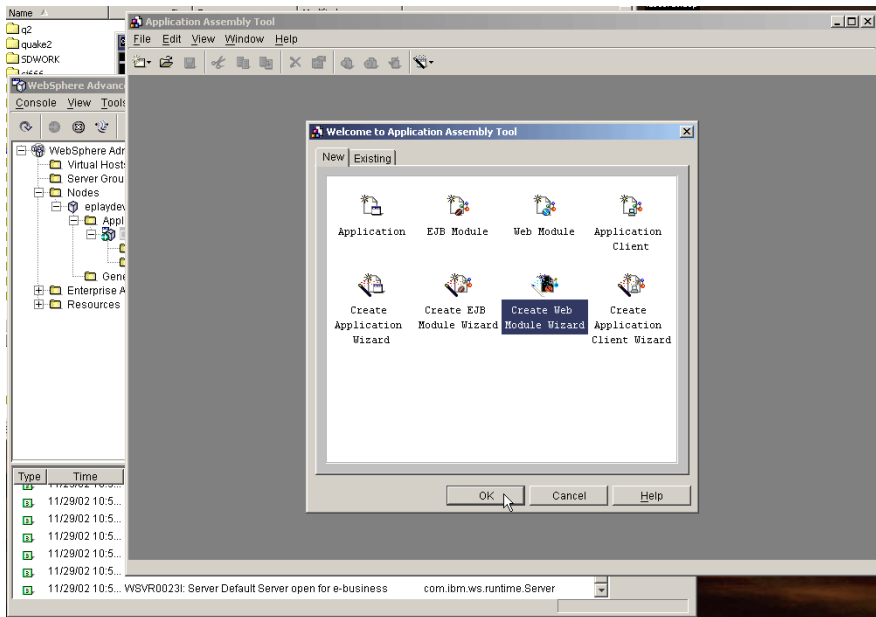 Name
q2
quake2
SDWORK
Application Assembly Tool
File Edit View Window Help
WebSphere Advanc
Console View Tools
WebSphere Adr
Virtual Hosts
Server Grou
Nodes
eplaydev
Appl
Gene
Enterprise A
Resources
Welcome to Application Assembly Tool
New Existing
Application EJB Module Web Module Application Client
Create Application Wizard
Create EJB Module Wizard
Create Web Module Wizard
Create Application Client Wizard
OK Cancel Help
Type Time
11/29/02 10:5...
11/29/02 10:5...
11/29/02 10:5...
11/29/02 10:5...
11/29/02 10:5...
11/29/02 10:5... WSVR0023I: Server Default Server open for e-business com.ibm.ws.runtime.Server